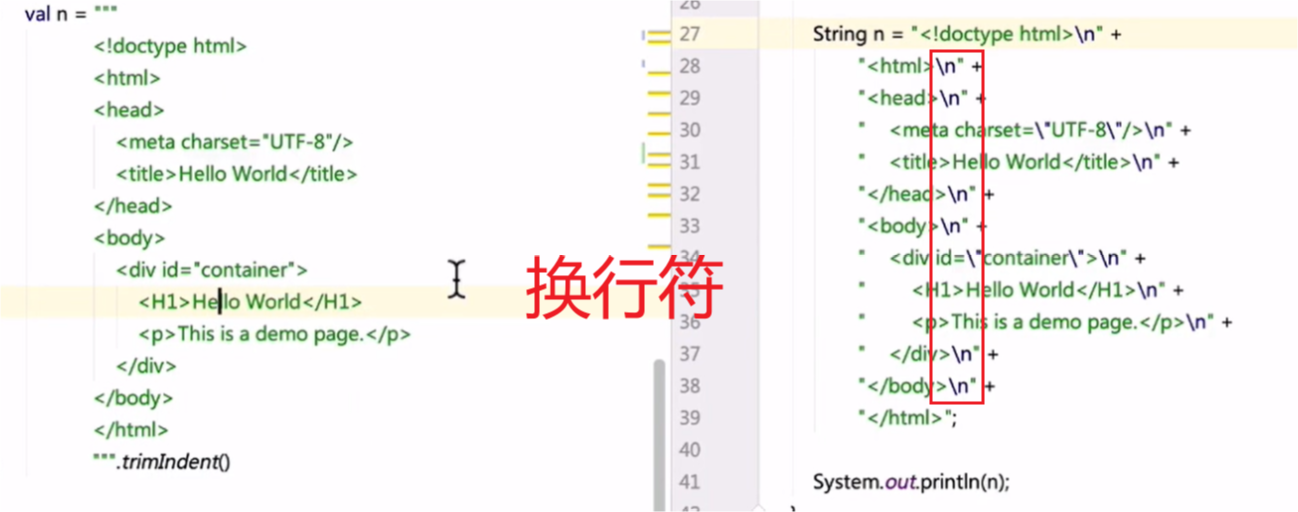 val n = """
<!doctype html>
<html>
<head>
<meta charset="UTF-8"/>
<title>Hello World</title>
</head>
<body>
<div id="container">
<H1>Hello World</H1>
<p>This is a demo page.</p>
</div>
</body>
</html>
""".trimIndent()
换行符
26
27 String n = "<!doctype html>\n" +
28 "<html>\n" +
29 "<head>\n" +
30 "  <meta charset=\"UTF-8\"/>\n" +
31 "  <title>Hello World</title>\n" +
32 "</head>\n" +
33 "<body>\n" +
34 "  <div id=\"container\">\n" +
35 "    <H1>Hello World</H1>\n" +
36 "    <p>This is a demo page.</p>\n" +
37 "  </div>\n" +
38 "</body>\n" +
39 "</html>";
40
41 System.out.println(n);